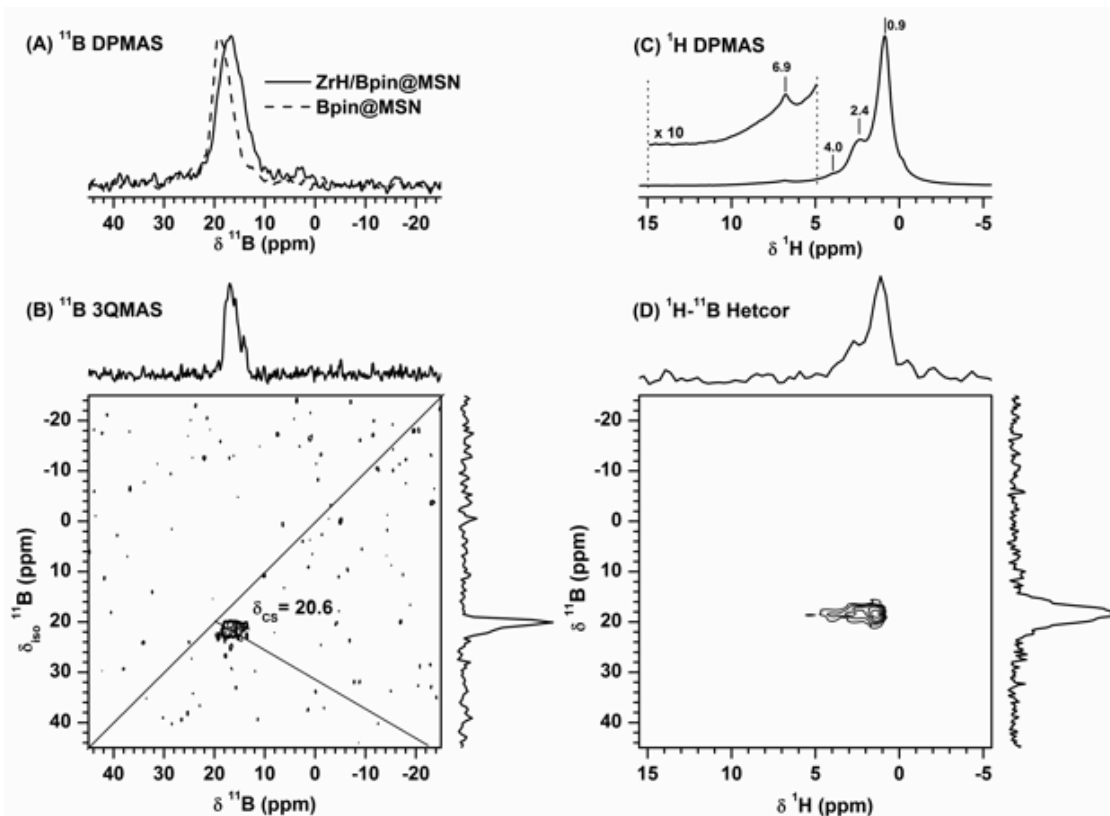 (A) ¹¹B DPMAS
ZrH/Bpin@MSN
Bpin@MSN
40 30 20 10 0 -10 -20
δ ¹¹B (ppm)
(C) ¹H DPMAS
0.9
6.9
2.4
x 10
4.0
15 10 5 0 -5
δ ¹H (ppm)
(B) ¹¹B 3QMAS
-20
-10
0
10
20
30
40
δiso ¹¹B (ppm)
δCS = 20.6
40 30 20 10 0 -10 -20
δ ¹¹B (ppm)
(D) ¹H-¹¹B Hetcor
-20
-10
0
10
20
30
40
δ ¹¹B (ppm)
15 10 5 0 -5
δ ¹H (ppm)